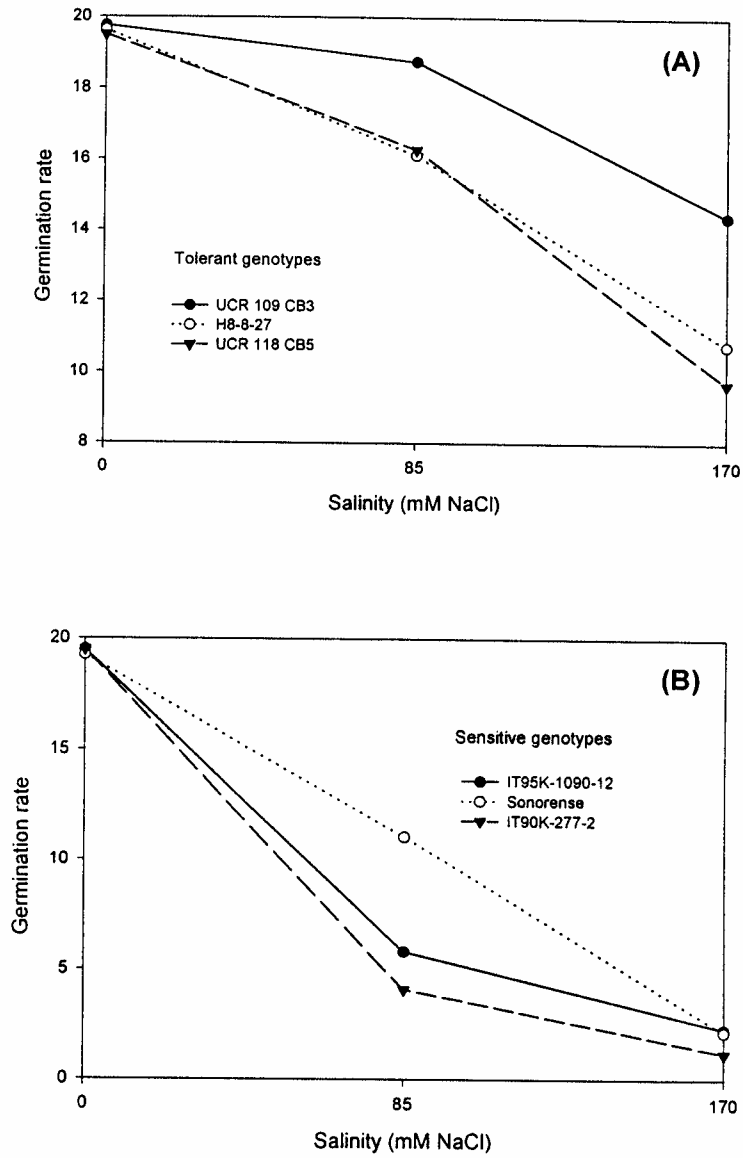 20
18
16
14
12
10
8
Germination rate
(A)
Tolerant genotypes
UCR 109 CB3
H8-8-27
UCR 118 CB5
0
85
170
Salinity (mM NaCl)
20
15
10
5
0
Germination rate
(B)
Sensitive genotypes
IT95K-1090-12
Sonorense
IT90K-277-2
0
85
170
Salinity (mM NaCl)